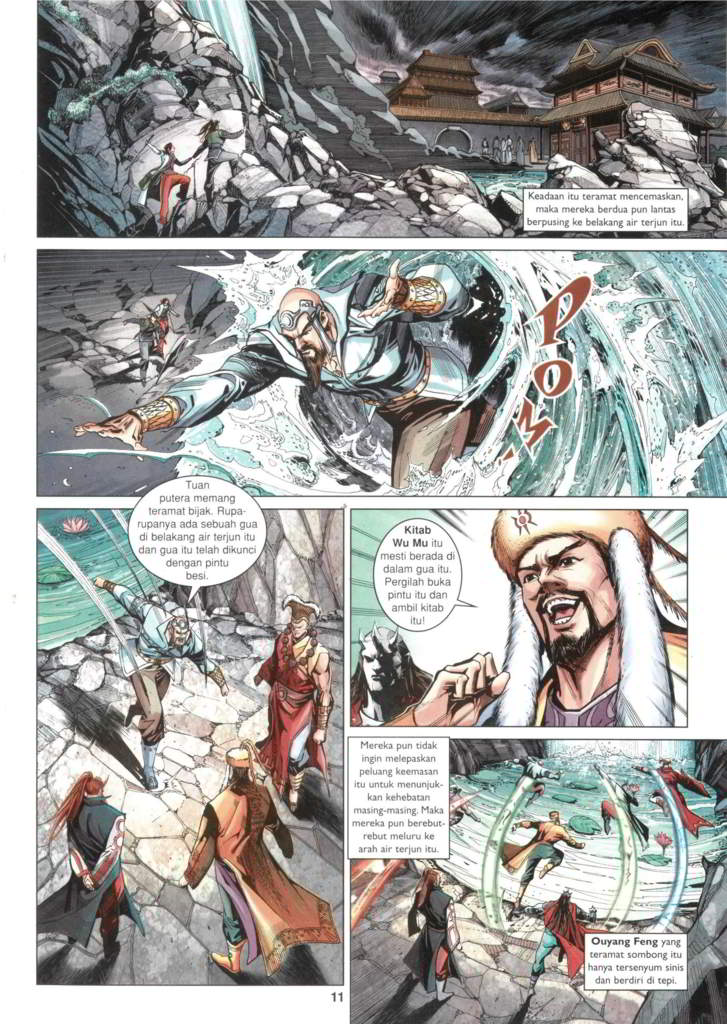 Keadaan itu teramat mencemaskan,
maka mereka berdua pun lantas
berpusing ke belakang air terjun itu.
POM
Tuan
putera memang
teramat bijak. Rupa-
rupanya ada sebuah gua
di belakang air terjun itu
dan gua itu telah dikunci
dengan pintu
besi.
Kitab
Wu Mu itu
mesti berada di
dalam gua itu.
Pergilah buka
pintu itu dan
ambil kitab
itu!
Mereka pun tidak
ingin melepaskan
peluang keemasan
itu untuk menunjuk-
kan kehebatan
masing-masing. Maka
mereka pun berebut-
rebut meluru ke
arah air terjun itu.
Ouyang Feng yang
teramat sombong itu
hanya tersenyum sinis
dan berdiri di tepi.
11